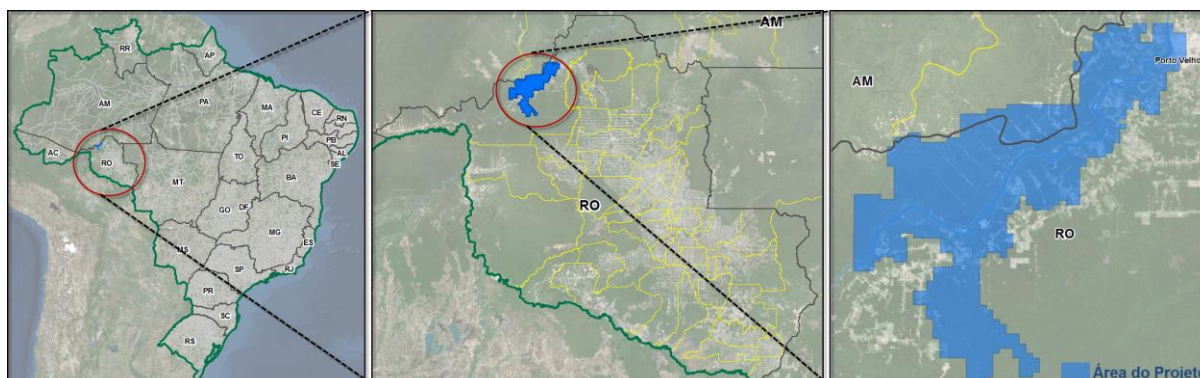 RR
AP
AM
PA
MA
CE
RN
PI
PB
AC
TO
AL
SE
RO
MT
BA
GO
DF
MG
MS
ES
SP
RJ
PR
SC
RS
AM
RO
Porto Velho
AM
RO
Área do Projeto